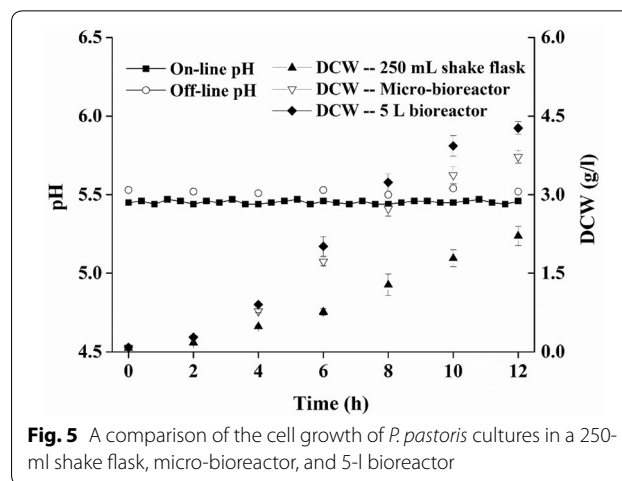 6.5
6.0
5.5
5.0
4.5
pH
On-line pH
Off-line pH
DCW -- 250 mL shake flask
DCW -- Micro-bioreactor
DCW -- 5 L bioreactor
6.0
4.5
3.0
1.5
0.0
DCW (g/l)
0 2 4 6 8 10 12
Time (h)
Fig. 5 A comparison of the cell growth of P. pastoris cultures in a 250-
ml shake flask, micro-bioreactor, and 5-l bioreactor